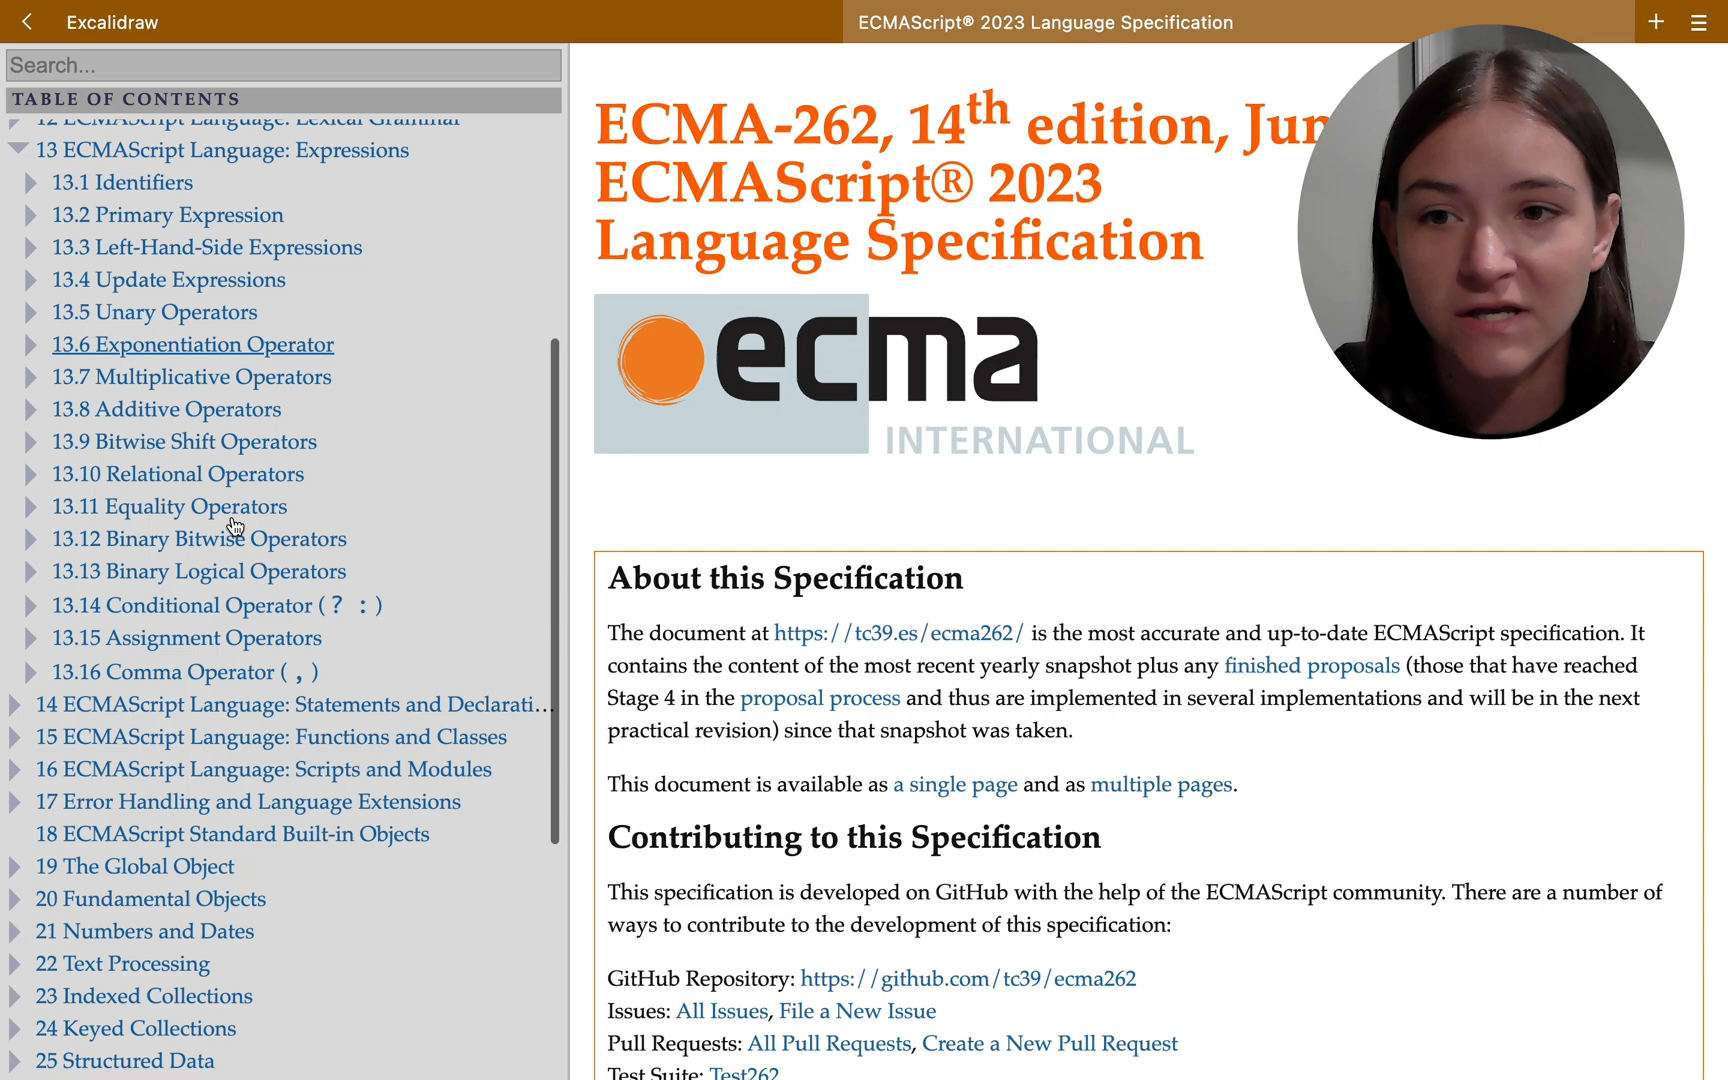 Excalidraw
ECMAScript® 2023 Language Specification
Search...
TABLE OF CONTENTS
12 ECMAScript Language: Lexical Grammar
13 ECMAScript Language: Expressions
13.1 Identifiers
13.2 Primary Expression
13.3 Left-Hand-Side Expressions
13.4 Update Expressions
13.5 Unary Operators
13.6 Exponentiation Operator
13.7 Multiplicative Operators
13.8 Additive Operators
13.9 Bitwise Shift Operators
13.10 Relational Operators
13.11 Equality Operators
13.12 Binary Bitwise Operators
13.13 Binary Logical Operators
13.14 Conditional Operator ( ? : )
13.15 Assignment Operators
13.16 Comma Operator ( , )
14 ECMAScript Language: Statements and Declarati...
15 ECMAScript Language: Functions and Classes
16 ECMAScript Language: Scripts and Modules
17 Error Handling and Language Extensions
18 ECMAScript Standard Built-in Objects
19 The Global Object
20 Fundamental Objects
21 Numbers and Dates
22 Text Processing
23 Indexed Collections
24 Keyed Collections
25 Structured Data
ECMA-262, 14th edition, Jun
ECMAScript® 2023
Language Specification
ecma
INTERNATIONAL
About this Specification
The document at https://tc39.es/ecma262/ is the most accurate and up-to-date ECMAScript specification. It
contains the content of the most recent yearly snapshot plus any finished proposals (those that have reached
Stage 4 in the proposal process and thus are implemented in several implementations and will be in the next
practical revision) since that snapshot was taken.
This document is available as a single page and as multiple pages.
Contributing to this Specification
This specification is developed on GitHub with the help of the ECMAScript community. There are a number of
ways to contribute to the development of this specification:
GitHub Repository: https://github.com/tc39/ecma262
Issues: All Issues, File a New Issue
Pull Requests: All Pull Requests, Create a New Pull Request
Test Suite: Test262